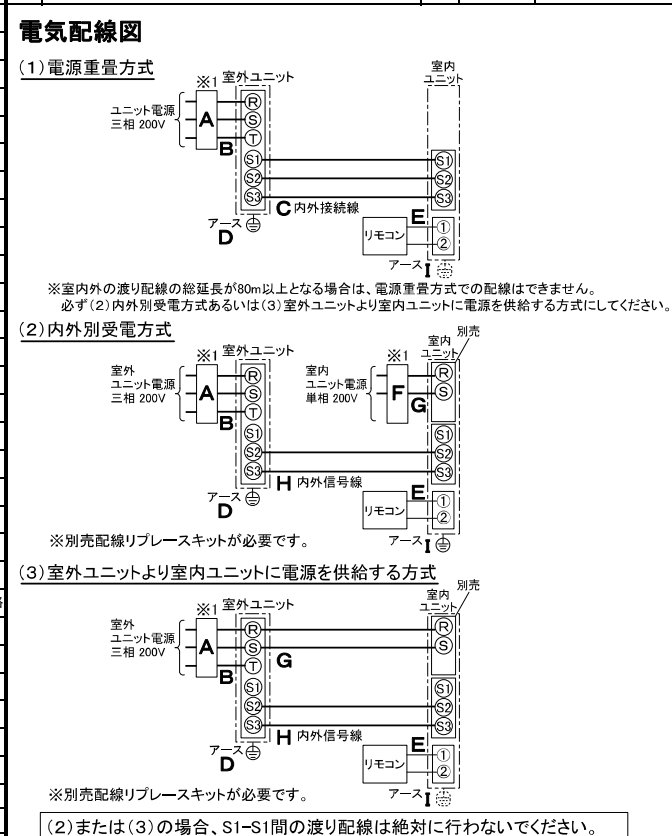 電気配線図
(1)電源重畳方式
※1 室外ユニット
室内
ユニット
ユニット電源
三相 200V
A
B
R
S
T
S1
S2
S3
S1
S2
S3
C 内外接続線
アース
D
リモコン
E
①
②
アース I
※室内外の渡り配線の総延長が80m以上となる場合は、電源重畳方式での配線はできません。
必ず(2)内外別受電方式あるいは(3)室外ユニットより室内ユニットに電源を供給する方式にしてください。
(2)内外別受電方式
※1 室外ユニット
室外
ユニット電源
三相 200V
A
B
R
S
T
S1
S2
S3
※1
室内
ユニット電源
単相 200V
F
G
室内
ユニット
別売
R
S
S1
S2
S3
H 内外信号線
アース
D
リモコン
E
①
②
アース I
※別売配線リプレースキットが必要です。
(3)室外ユニットより室内ユニットに電源を供給する方式
※1 室外ユニット
室外
ユニット電源
三相 200V
A
B
R
S
T
S1
S2
S3
G
室内
ユニット
別売
R
S
S1
S2
S3
H 内外信号線
アース
D
リモコン
E
①
②
アース I
※別売配線リプレースキットが必要です。
(2)または(3)の場合、S1-S1間の渡り配線は絶対に行わないでください。